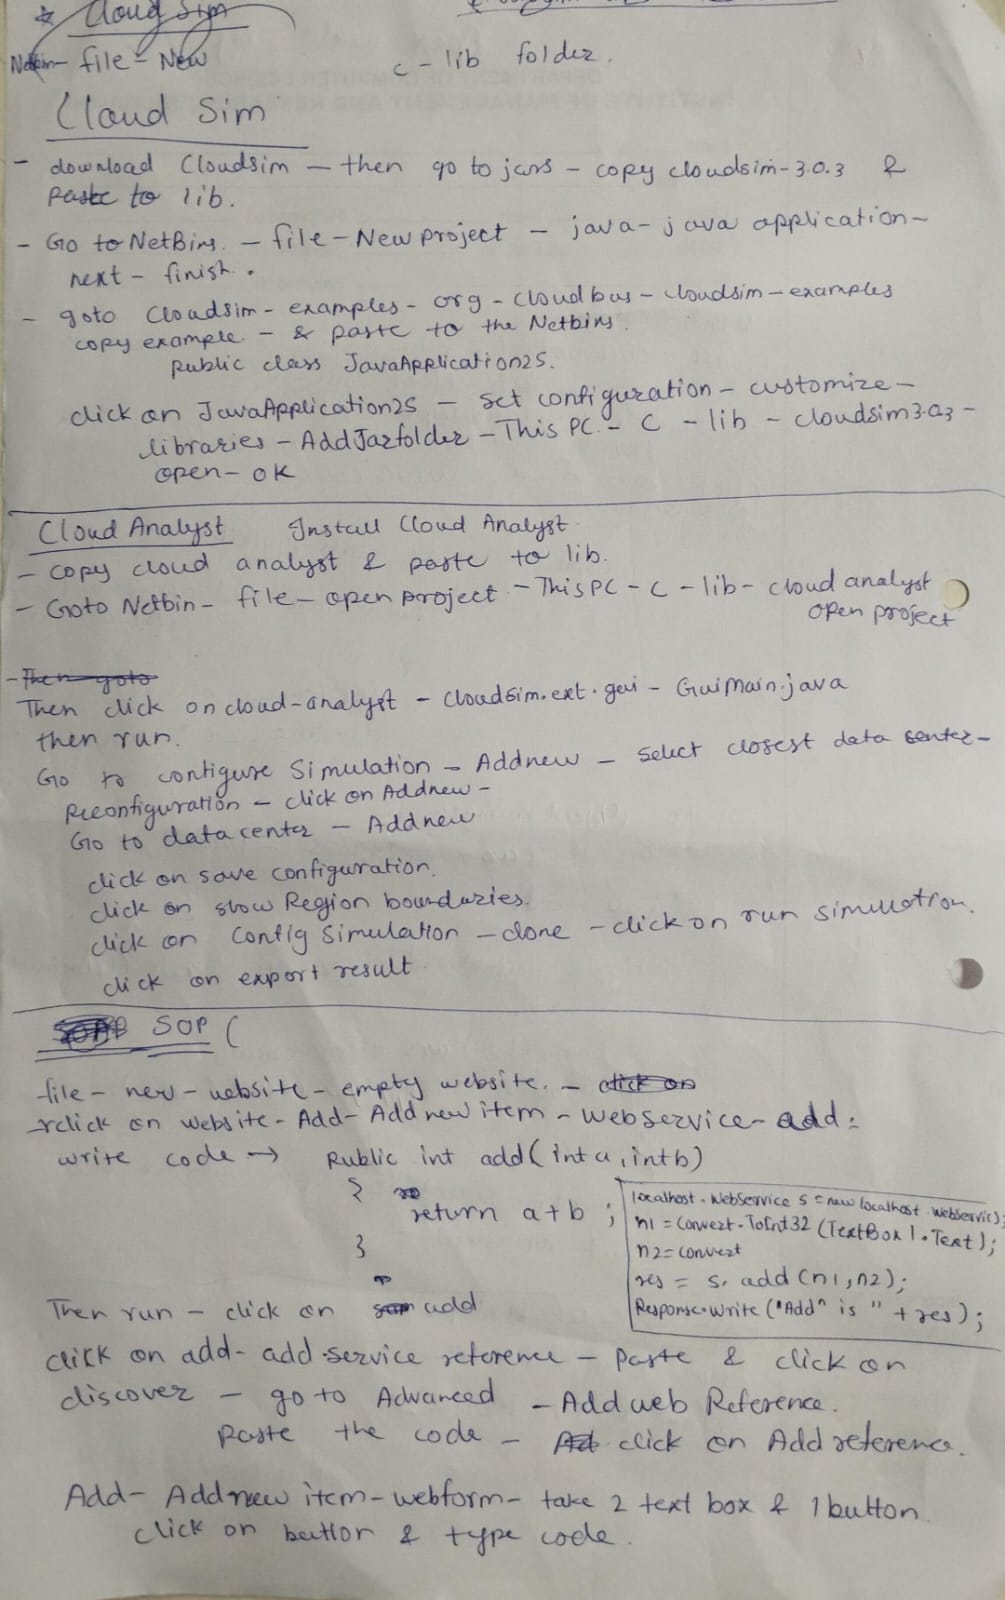 Cloud Sim
file - New
c - lib folder.
Cloud Sim
- download Cloudsim - then go to jars - copy cloudsim-3.0.3 &
paste to lib.
- Go to NetBins. - file - New project - java - java application -
next - finish.
- goto Cloudsim - examples - org - cloudbus - cloudsim - examples
copy example. - & paste to the Netbins.
public class JavaApplication25.
click on JavaApplication25 - set configuration - customize -
libraries - Add Jarfolder - This PC - C - lib - cloudsim3.0.3 -
open - ok
Cloud Analyst Install Cloud Analyst.
- copy cloud analyst & paste to lib.
- Goto Netbin - file - open project. - This PC - C - lib - cloud analyst
open project
- Then goto
Then click on cloud-analyst - cloudsim.ext.gui - GuiMain.java
then run.
Go to configure Simulation - Addnew - select closest data center -
Reconfiguration - click on Addnew -
Go to data center - Addnew
click on save configuration.
click on show Region boundaries.
click on Config Simulation - done - click on run simulation.
click on export result.
SOP (
file - new - website - empty website. - click on
rclick on website - Add - Add new item - webservice - add:
write code → Public int add(int a, int b)
{
return a+b ;
}
localhost.WebService s = new localhost.webservic();
n1 = Convert.ToInt32 (TextBox1.Text);
n2 = convert
res = s. add (n1, n2);
Response.write ("Add^n is " + res);
Then run - click on add
click on add - add service reference - paste & click on
discover - go to Advanced - Add web Reference.
Paste the code - click on Add reference.
Add - Add new item - webform - take 2 text box & 1 button.
click on button & type code.